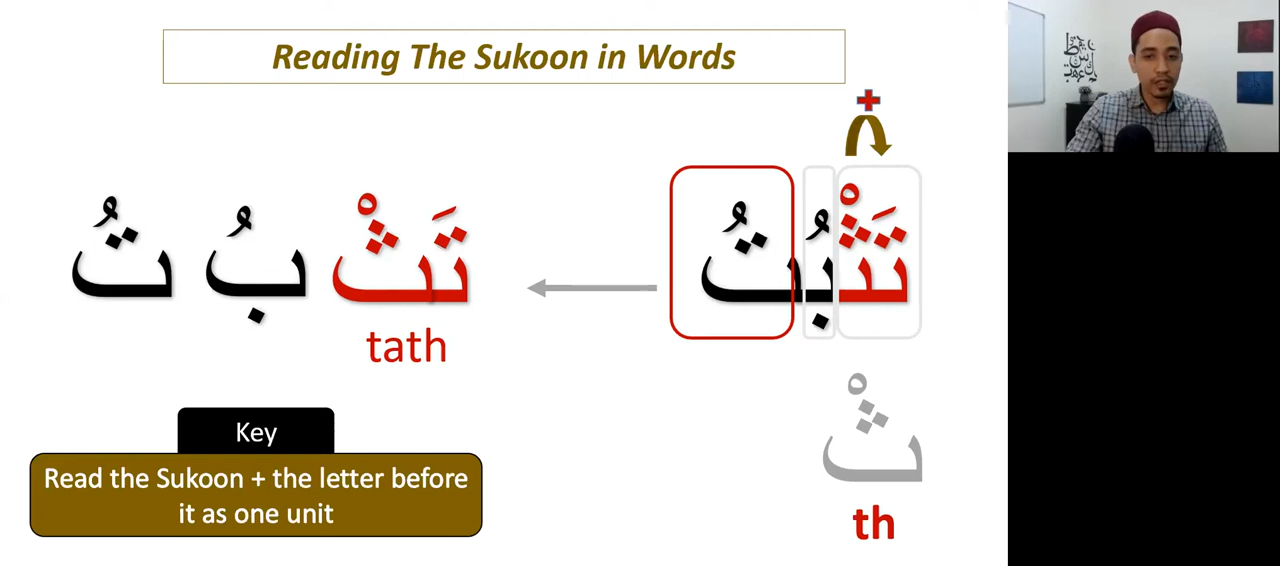 Reading The Sukoon in Words
+
تَثْبُتُ
تَثْ بُ تُ
tath
ثْ
th
Key
Read the Sukoon + the letter before
it as one unit